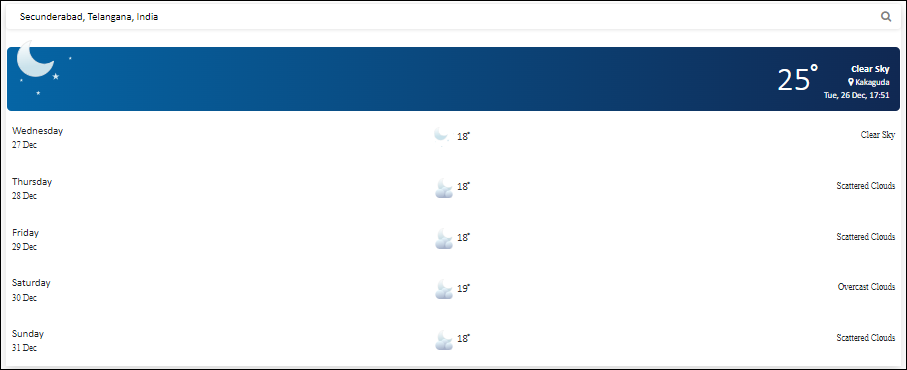 Secunderabad, Telangana, India
25°
Clear Sky
Kakaguda
Tue, 26 Dec, 17:51
Wednesday
27 Dec
18°
Clear Sky
Thursday
28 Dec
18°
Scattered Clouds
Friday
29 Dec
18°
Scattered Clouds
Saturday
30 Dec
19°
Overcast Clouds
Sunday
31 Dec
18°
Scattered Clouds